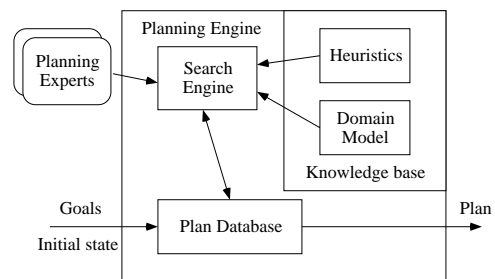 Planning Engine
Planning
Experts
Search
Engine
Heuristics
Domain
Model
Knowledge base
Goals
Initial state
Plan Database
Plan